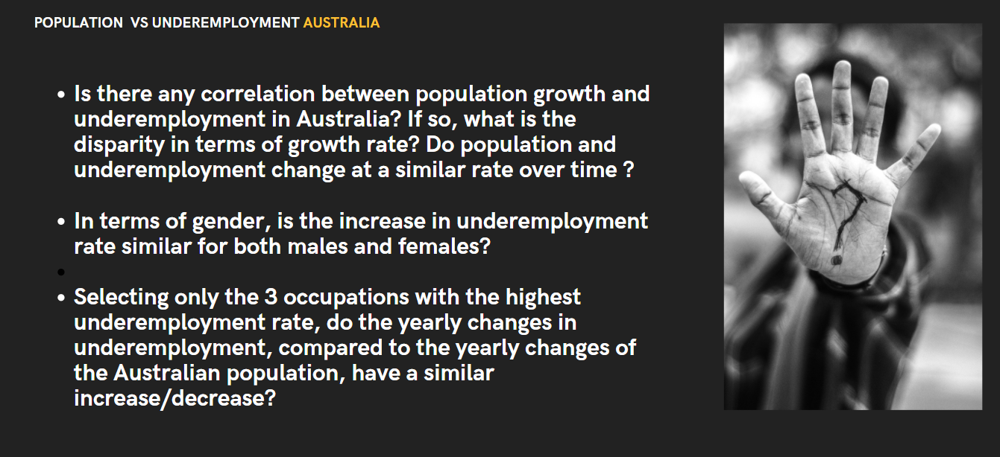 POPULATION VS UNDEREMPLOYMENT AUSTRALIA
• Is there any correlation between population growth and
underemployment in Australia? If so, what is the
disparity in terms of growth rate? Do population and
underemployment change at a similar rate over time ?
• In terms of gender, is the increase in underemployment
rate similar for both males and females?
•
• Selecting only the 3 occupations with the highest
underemployment rate, do the yearly changes in
underemployment, compared to the yearly changes of
the Australian population, have a similar
increase/decrease?
?